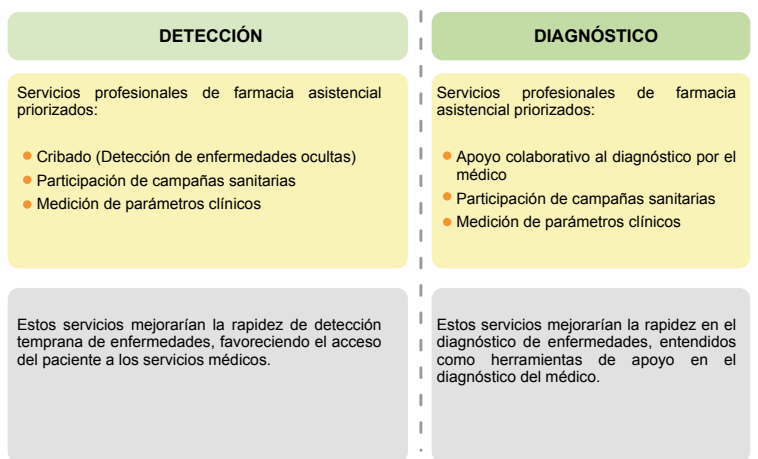 DETECCIÓN
Servicios profesionales de farmacia asistencial
priorizados:
Cribado (Detección de enfermedades ocultas)
Participación de campañas sanitarias
Medición de parámetros clínicos
Estos servicios mejorarían la rapidez de detección
temprana de enfermedades, favoreciendo el acceso
del paciente a los servicios médicos.
DIAGNÓSTICO
Servicios profesionales de farmacia
asistencial priorizados:
Apoyo colaborativo al diagnóstico por el
médico
Participación de campañas sanitarias
Medición de parámetros clínicos
Estos servicios mejorarían la rapidez en el
diagnóstico de enfermedades, entendidos
como herramientas de apoyo en el
diagnóstico del médico.